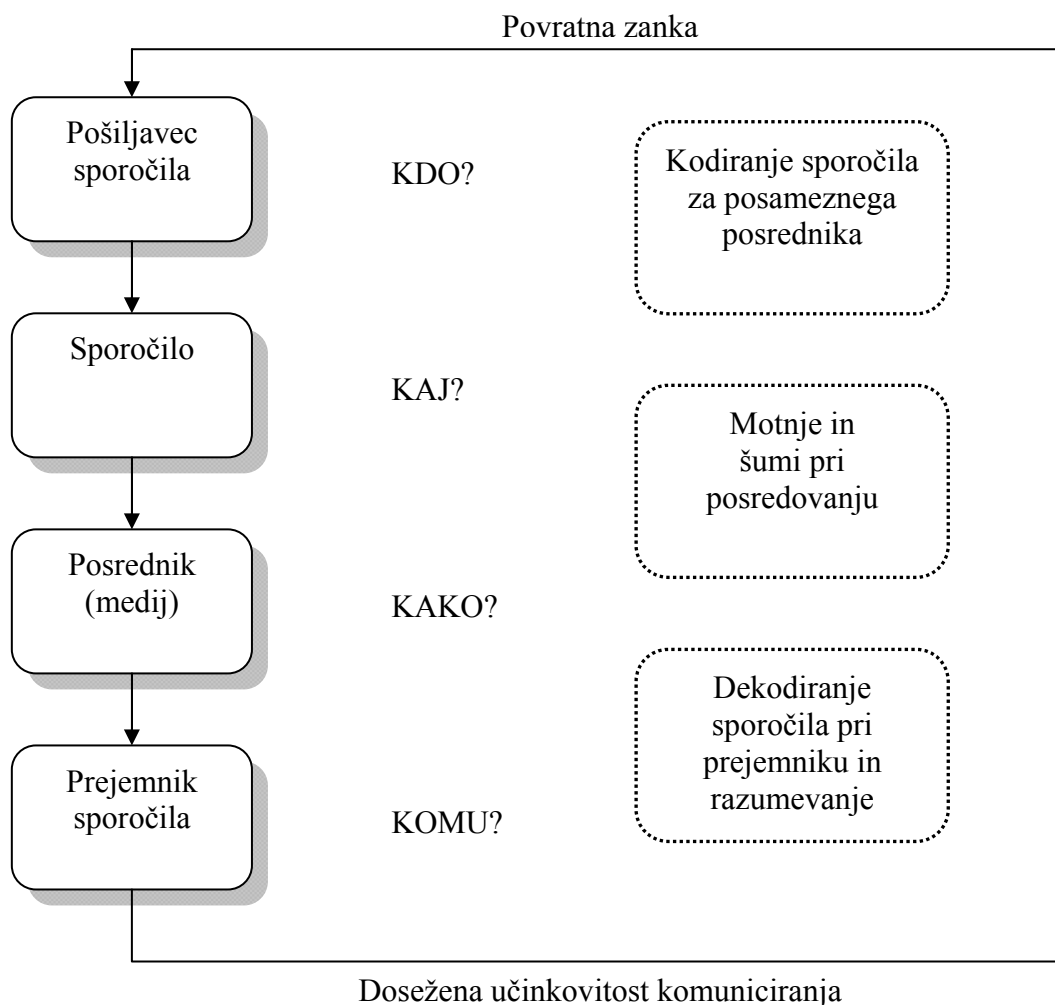 Povratna zanka
Pošiljavec
sporočila
KDO?
Kodiranje sporočila
za posameznega
posrednika
Sporočilo
KAJ?
Motnje in
šumi pri
posredovanju
Posrednik
(medij)
KAKO?
Dekodiranje
sporočila pri
prejemniku in
razumevanje
Prejemnik
sporočila
KOMU?
Dosežena učinkovitost komuniciranja